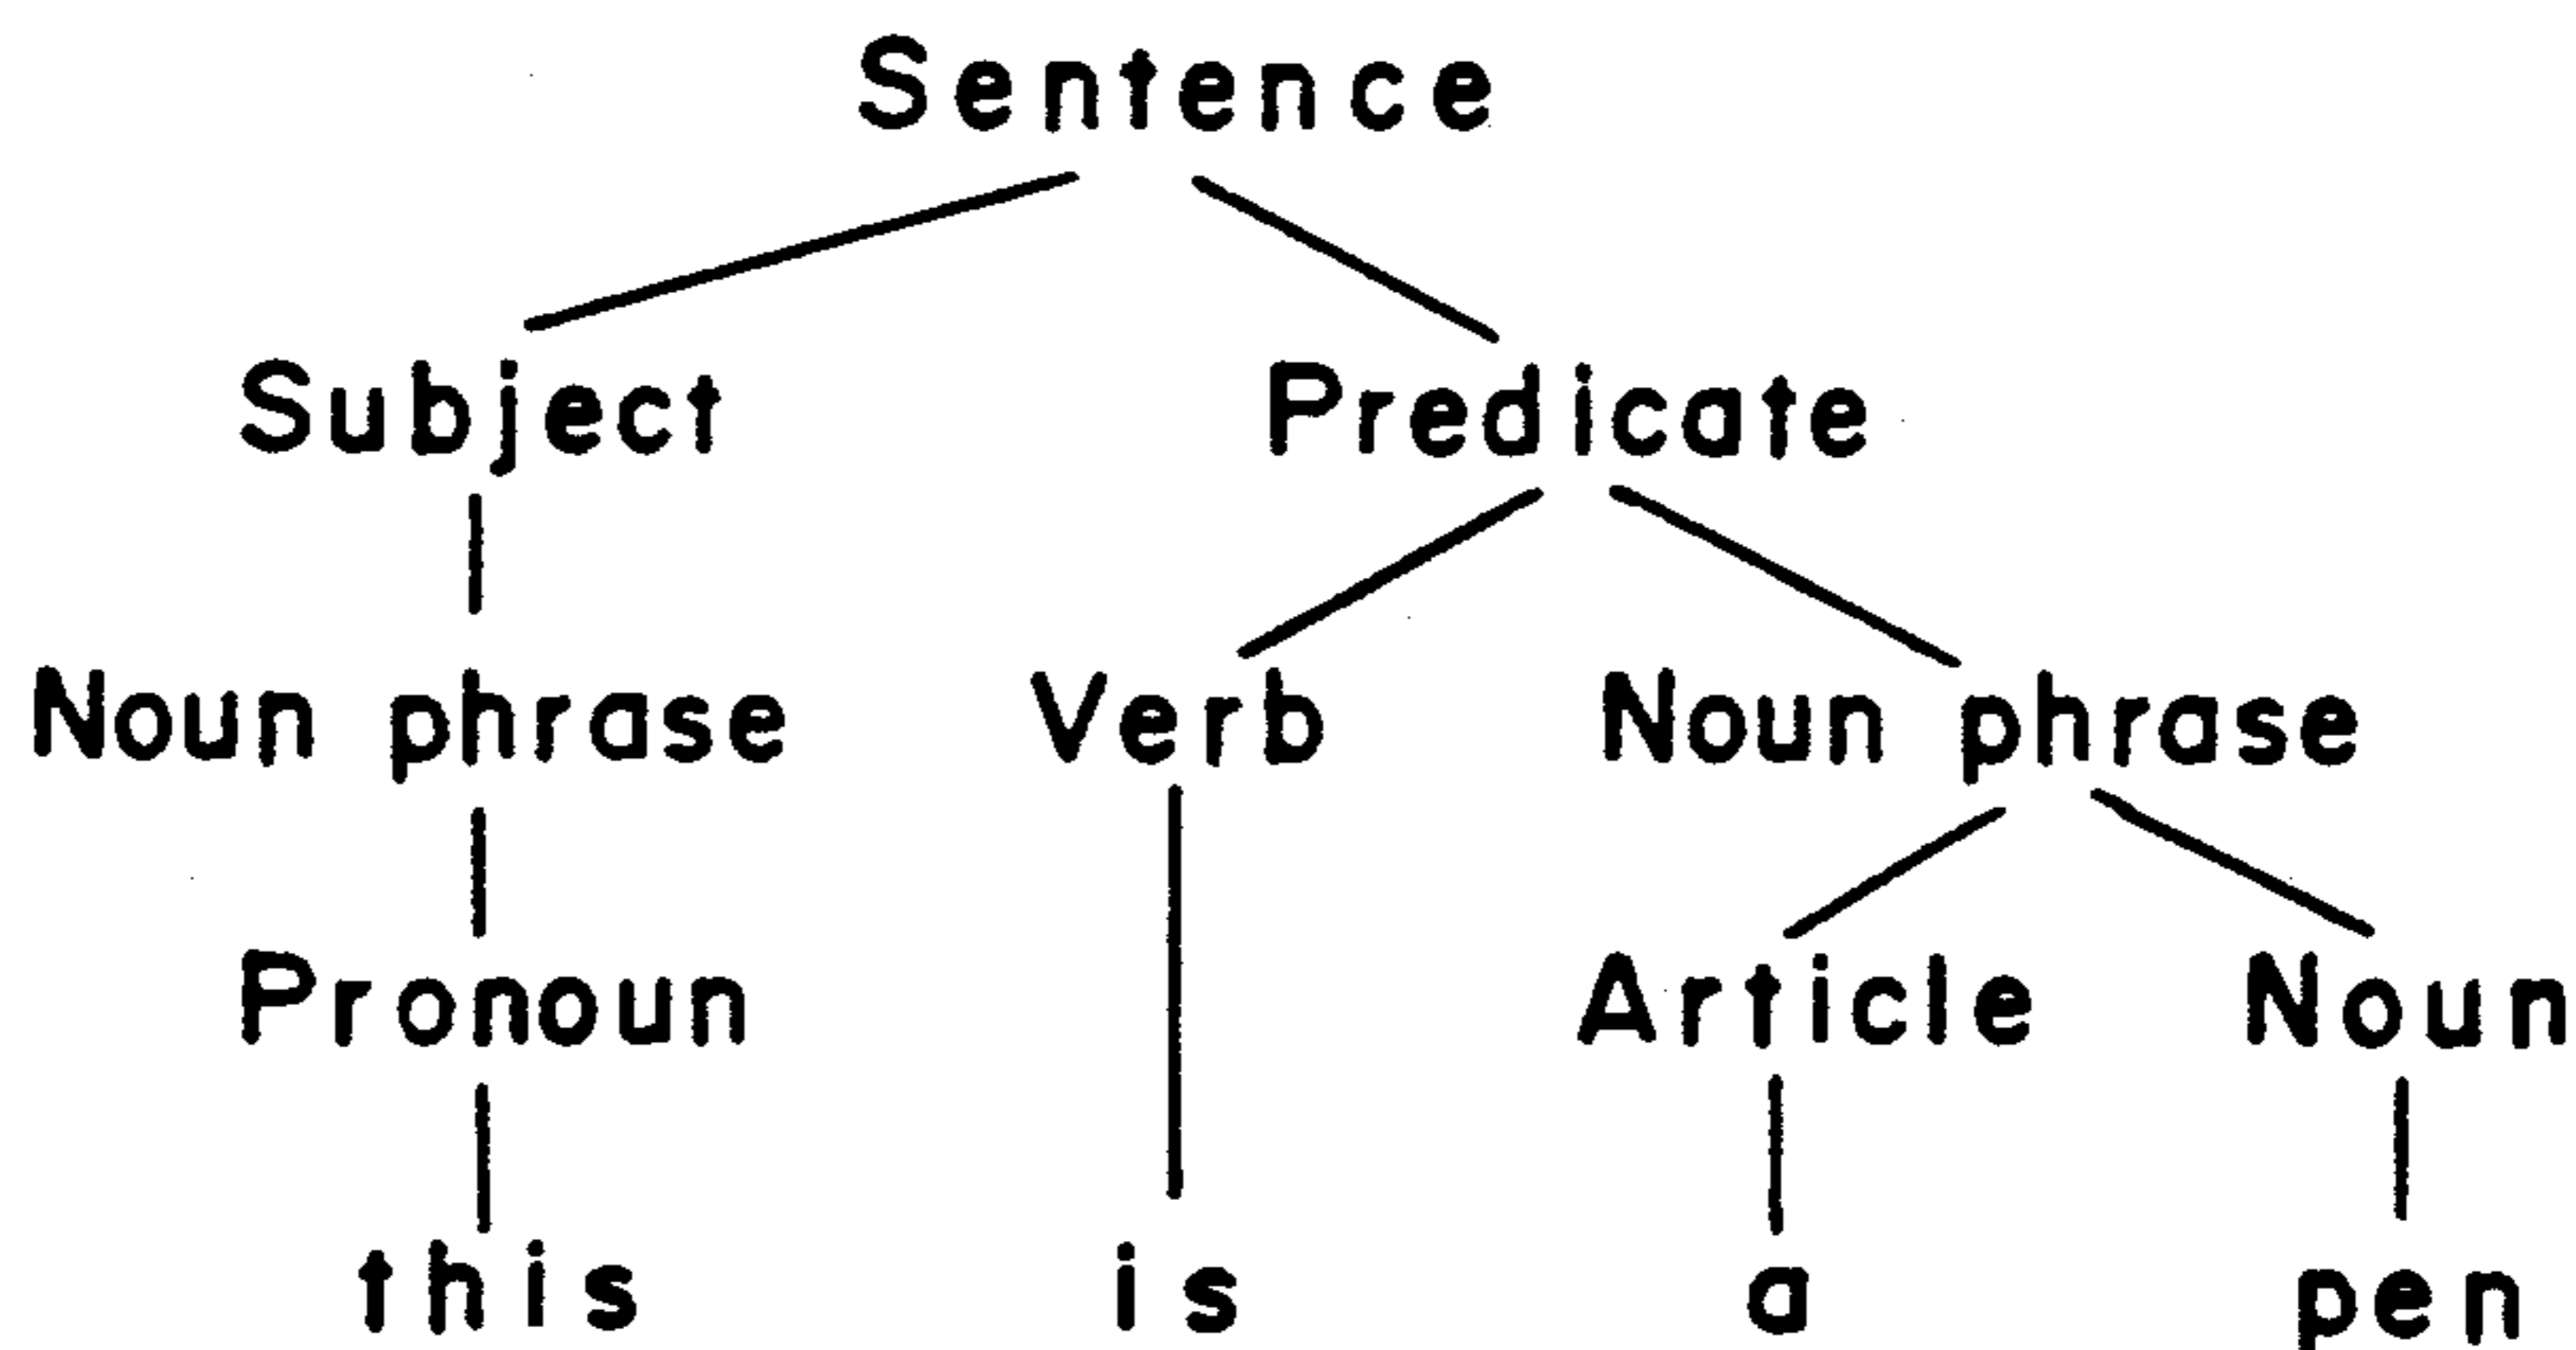 Sentence
Subject Predicate
Noun phrase Verb Noun phrase
Pronoun Article Noun
this is a pen